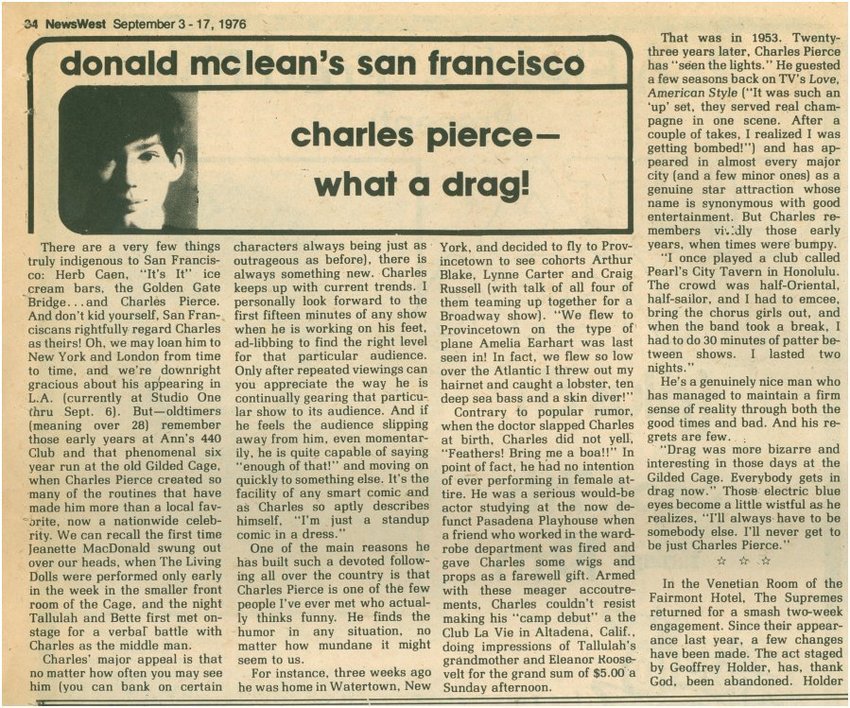 34 NewsWest September 3 - 17, 1976
donald mclean's san francisco
charles pierce—
what a drag!
There are a very few things
truly indigenous to San Francis-
co: Herb Caen, "It's It" ice
cream bars, the Golden Gate
Bridge...and Charles Pierce.
And don't kid yourself, San Fran-
ciscans rightfully regard Charles
as theirs! Oh, we may loan him to
New York and London from time
to time, and we're downright
gracious about his appearing in
L.A. (currently at Studio One
thru Sept. 6). But—oldtimers
(meaning over 28) remember
those early years at Ann's 440
Club and that phenomenal six
year run at the old Gilded Cage,
when Charles Pierce created so
many of the routines that have
made him more than a local fav-
orite, now a nationwide celeb-
rity. We can recall the first time
Jeanette MacDonald swung out
over our heads, when The Living
Dolls were performed only early
in the week in the smaller front
room of the Cage, and the night
Tallulah and Bette first met on-
stage for a verbal battle with
Charles as the middle man.
Charles' major appeal is that
no matter how often you may see
him (you can bank on certain
characters always being just as
outrageous as before), there is
always something new. Charles
keeps up with current trends. I
personally look forward to the
first fifteen minutes of any show
when he is working on his feet,
ad-libbing to find the right level
for that particular audience.
Only after repeated viewings can
you appreciate the way he is
continually gearing that particu-
lar show to its audience. And if
he feels the audience slipping
away from him, even momentar-
ily, he is quite capable of saying
"enough of that!" and moving on
quickly to something else. It's the
facility of any smart comic and
as Charles so aptly describes
himself, "I'm just a standup
comic in a dress."
One of the main reasons he
has built such a devoted follow-
ing all over the country is that
Charles Pierce is one of the few
people I've ever met who actual-
ly thinks funny. He finds the
humor in any situation, no
matter how mundane it might
seem to us.
For instance, three weeks ago
he was home in Watertown, New
York, and decided to fly to Prov-
incetown to see cohorts Arthur
Blake, Lynne Carter and Craig
Russell (with talk of all four of
them teaming up together for a
Broadway show). "We flew to
Provincetown on the type of
plane Amelia Earhart was last
seen in! In fact, we flew so low
over the Atlantic I threw out my
hairnet and caught a lobster, ten
deep sea bass and a skin diver!"
Contrary to popular rumor,
when the doctor slapped Charles
at birth, Charles did not yell,
"Feathers! Bring me a boa!!" In
point of fact, he had no intention
of ever performing in female at-
tire. He was a serious would-be
actor studying at the now de-
funct Pasadena Playhouse when
a friend who worked in the ward-
robe department was fired and
gave Charles some wigs and
props as a farewell gift. Armed
with these meager accoutre-
ments, Charles couldn't resist
making his "camp debut" a the
Club La Vie in Altadena, Calif.,
doing impressions of Tallulah's
grandmother and Eleanor Roose-
velt for the grand sum of $5.00 a
Sunday afternoon.
That was in 1953. Twenty-
three years later, Charles Pierce
has "seen the lights." He guested
a few seasons back on TV's Love,
American Style ("It was such an
'up' set, they served real cham-
pagne in one scene. After a
couple of takes, I realized I was
getting bombed!") and has ap-
peared in almost every major
city (and a few minor ones) as a
genuine star attraction whose
name is synonymous with good
entertainment. But Charles re-
members vividly those early
years, when times were bumpy.
"I once played a club called
Pearl's City Tavern in Honolulu.
The crowd was half-Oriental,
half-sailor, and I had to emcee,
bring the chorus girls out, and
when the band took a break, I
had to do 30 minutes of patter be-
tween shows. I lasted two
nights."
He's a genuinely nice man who
has managed to maintain a firm
sense of reality through both the
good times and bad. And his re-
grets are few.
"Drag was more bizarre and
interesting in those days at the
Gilded Cage. Everybody gets in
drag now." Those electric blue
eyes become a little wistful as he
realizes, "I'll always have to be
somebody else. I'll never get to
be just Charles Pierce."
☆ ☆ ☆
In the Venetian Room of the
Fairmont Hotel, The Supremes
returned for a smash two-week
engagement. Since their appear-
ance last year, a few changes
have been made. The act staged
by Geoffrey Holder, has, thank
God, been abandoned. Holder